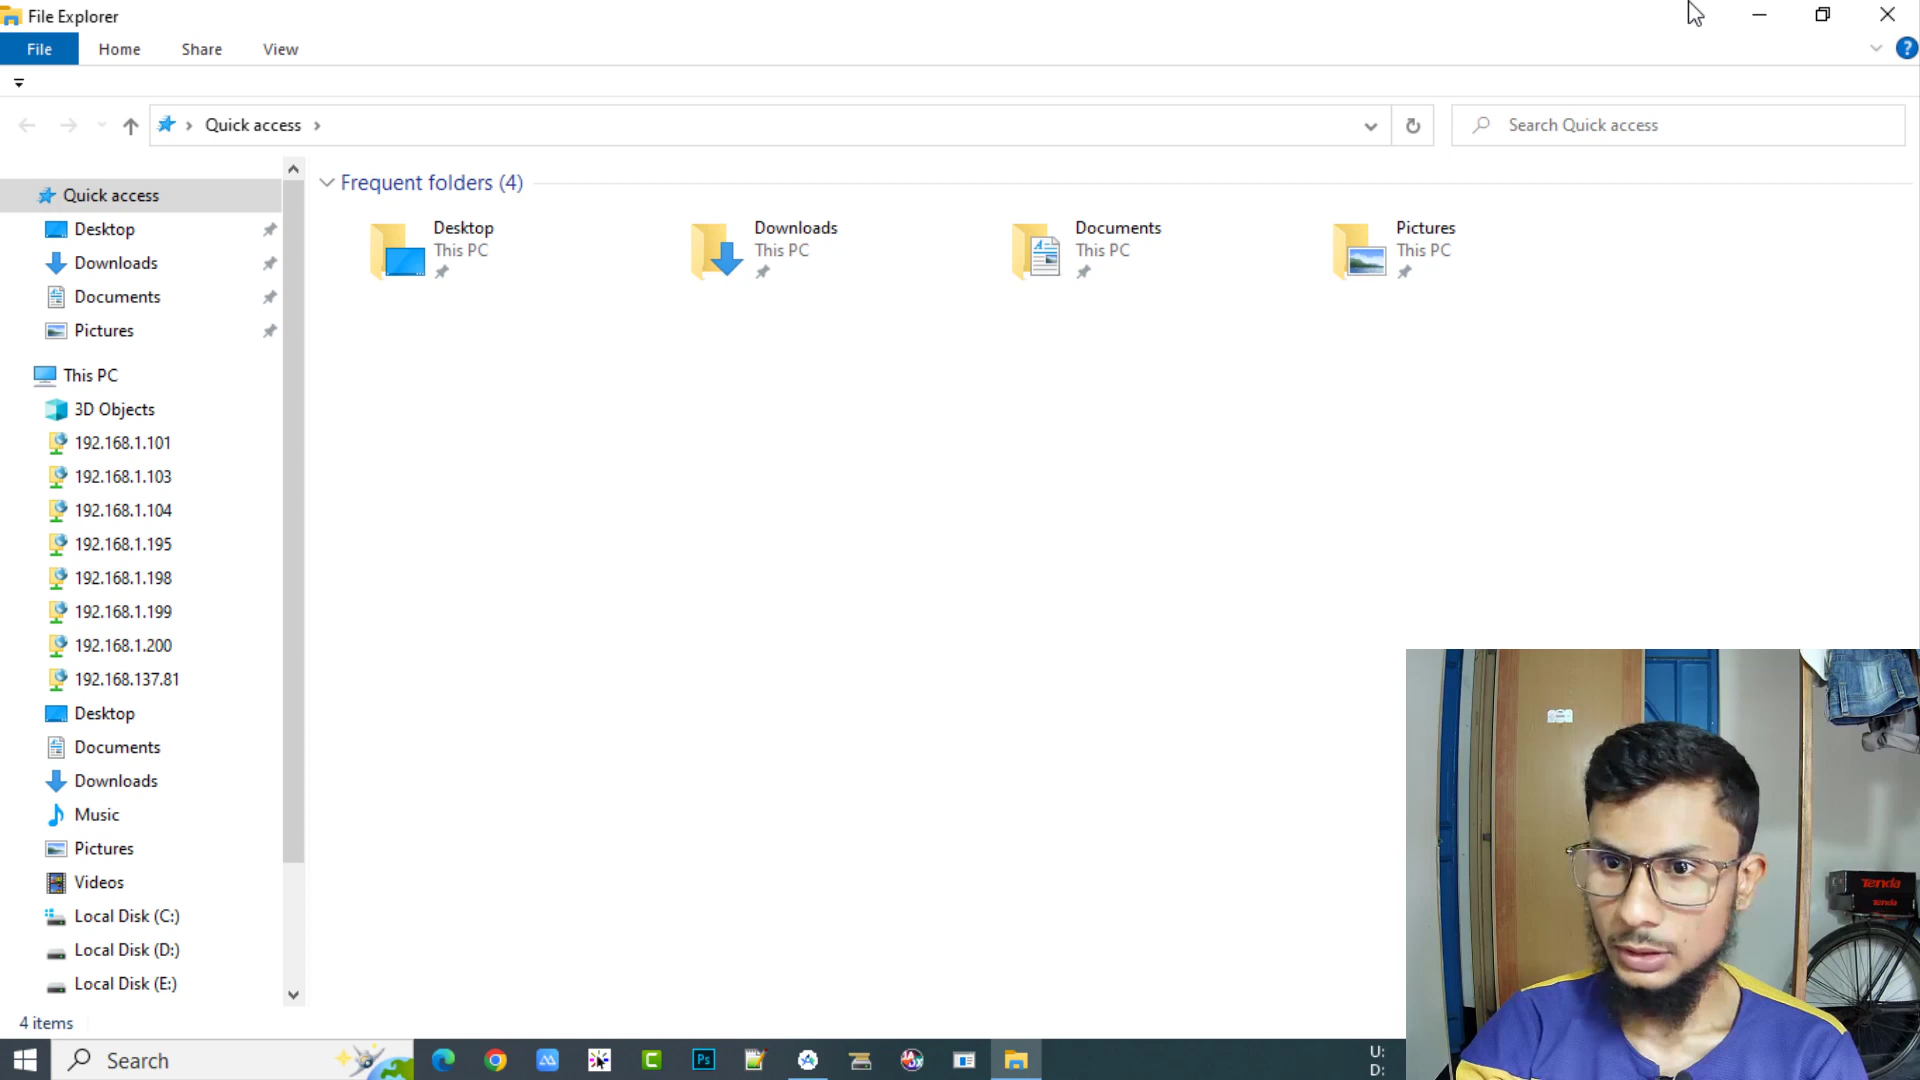 File Explorer
File Home Share View
?
Quick access
Search Quick access
Quick access
Desktop
Downloads
Documents
Pictures
This PC
3D Objects
192.168.1.101
192.168.1.103
192.168.1.104
192.168.1.195
192.168.1.198
192.168.1.199
192.168.1.200
192.168.137.81
Desktop
Documents
Downloads
Music
Pictures
Videos
Local Disk (C:)
Local Disk (D:)
Local Disk (E:)
Frequent folders (4)
Desktop
This PC
Downloads
This PC
Documents
This PC
Pictures
This PC
Tenda
Tenda
4 items
Search
C
Ps
U:
D: